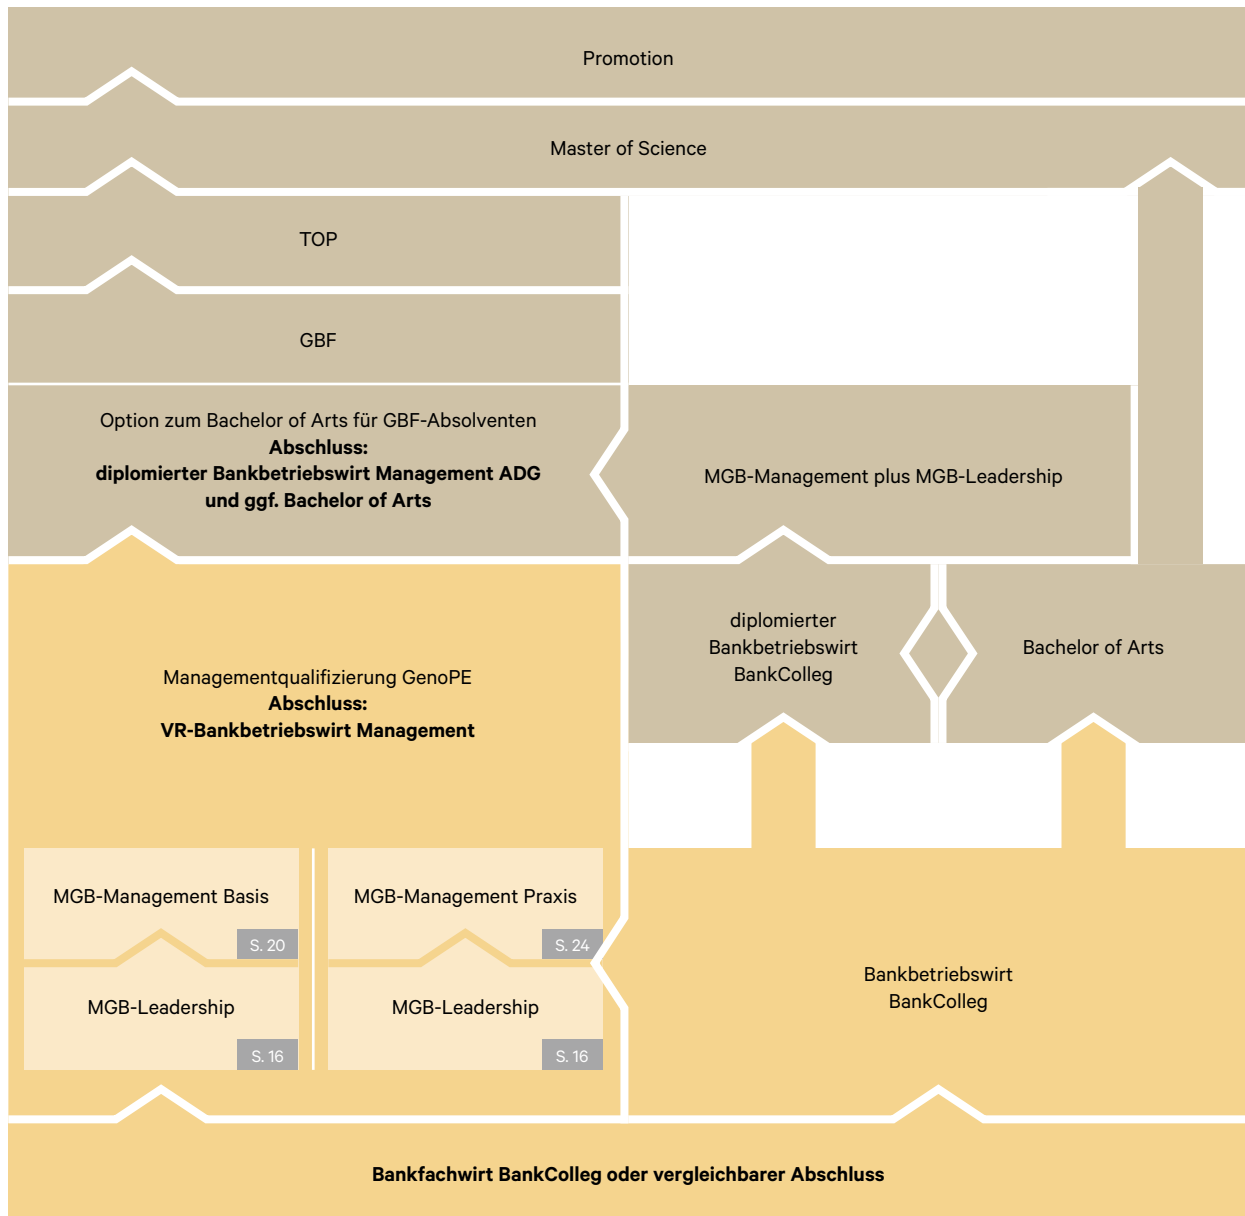 Promotion
Master of Science
TOP
GBF
Option zum Bachelor of Arts für GBF-Absolventen
Abschluss:
diplomierter Bankbetriebswirt Management ADG
und ggf. Bachelor of Arts
MGB-Management plus MGB-Leadership
diplomierter
Bankbetriebswirt
BankColleg
Bachelor of Arts
Managementqualifizierung GenoPE
Abschluss:
VR-Bankbetriebswirt Management
MGB-Management Basis
S. 20
MGB-Management Praxis
S. 24
MGB-Leadership
S. 16
MGB-Leadership
S. 16
Bankbetriebswirt
BankColleg
Bankfachwirt BankColleg oder vergleichbarer Abschluss